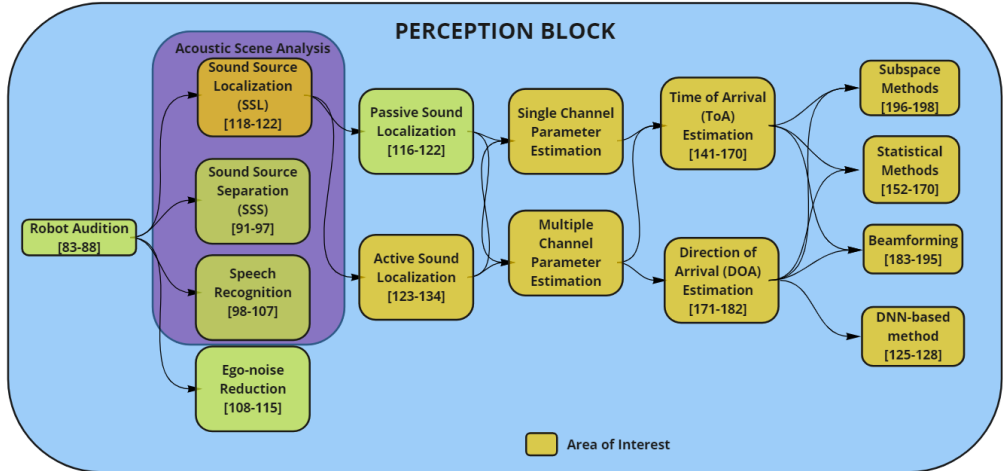 PERCEPTION BLOCK
Acoustic Scene Analysis
Sound Source
Localization
(SSL)
[118-122]
Sound Source
Separation
(SSS)
[91-97]
Speech
Recognition
[98-107]
Robot Audition
[83-88]
Ego-noise
Reduction
[108-115]
Passive Sound
Localization
[116-122]
Active Sound
Localization
[123-134]
Single Channel
Parameter
Estimation
Multiple
Channel
Parameter
Estimation
Time of Arrival
(ToA)
Estimation
[141-170]
Direction of
Arrival (DOA)
Estimation
[171-182]
Subspace
Methods
[196-198]
Statistical
Methods
[152-170]
Beamforming
[183-195]
DNN-based
method
[125-128]
Area of Interest